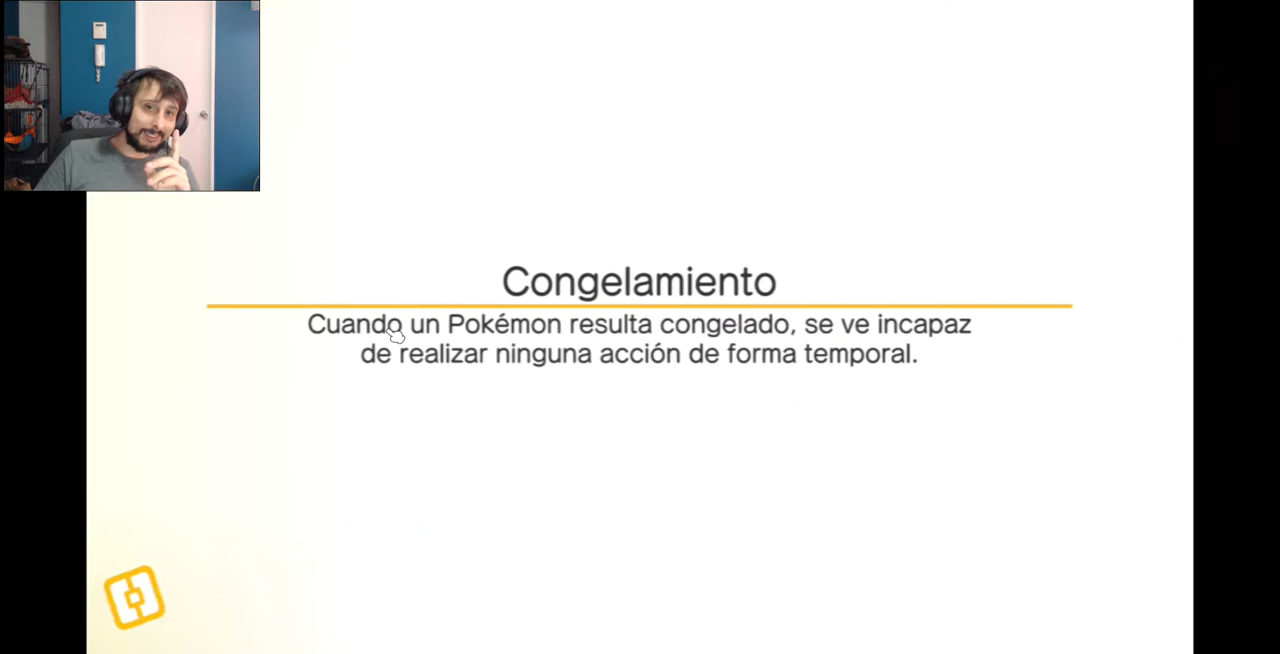 Congelamiento
Cuando un Pokémon resulta congelado, se ve incapaz
de realizar ninguna acción de forma temporal.